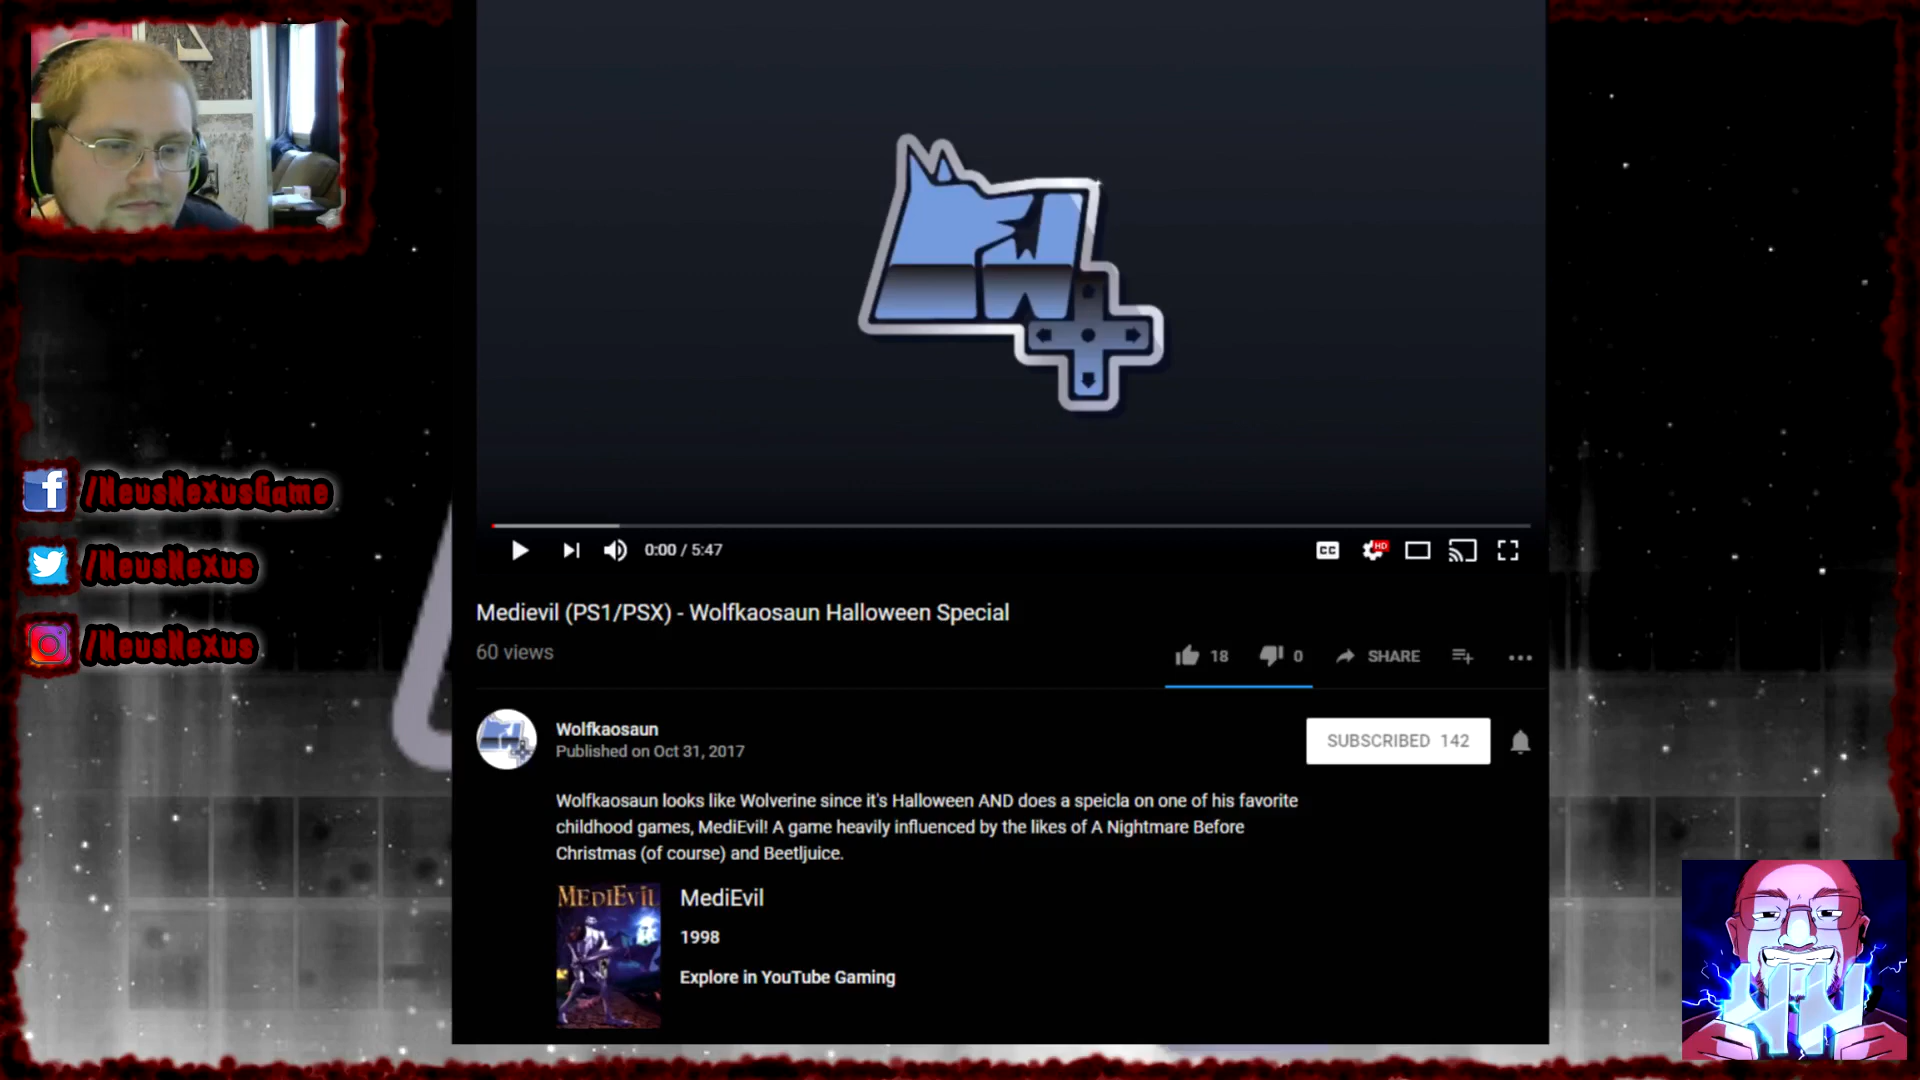 /NeusNexusGame
/NeusNexus
/NeusNexus
0:00 / 5:47
CC
HD
Medievil (PS1/PSX) - Wolfkaosaun Halloween Special
60 views
18
0
SHARE
Wolfkaosaun
Published on Oct 31, 2017
SUBSCRIBED 142
Wolfkaosaun looks like Wolverine since it's Halloween AND does a speicla on one of his favorite
childhood games, MediEvil! A game heavily influenced by the likes of A Nightmare Before
Christmas (of course) and Beetljuice.
MEDIEVIL
MediEvil
1998
Explore in YouTube Gaming
NN